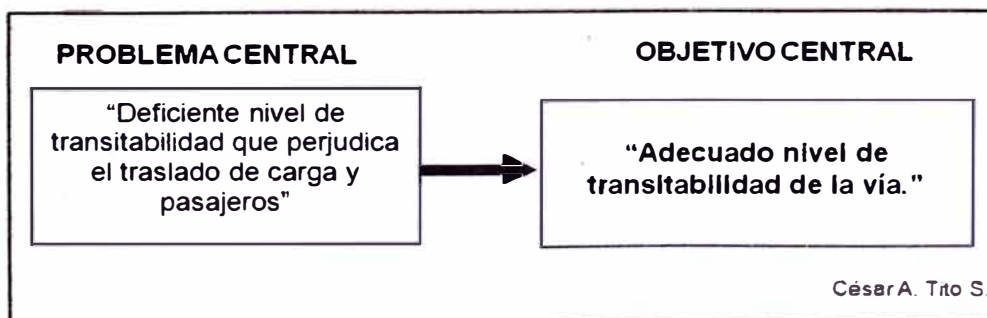 PROBLEMA CENTRAL
“Deficiente nivel de
transitabilidad que perjudica
el traslado de carga y
pasajeros”
OBJETIVO CENTRAL
“Adecuado nivel de
transitabilidad de la vía.”
César A. Tito S.